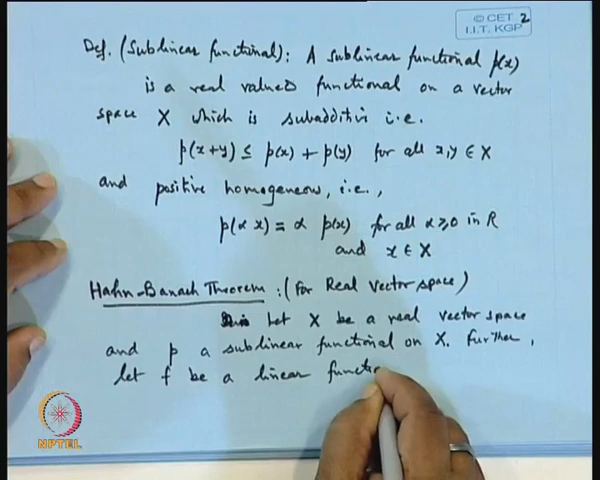 © CET 2
I.I.T. KGP
Def. (Sublinear functional): A sublinear functional p(x)
is a real valued functional on a vector
space X which is subadditive i.e.
p(x+y) ≤ p(x) + p(y) for all x,y ∈ X
and positive homogeneous, i.e.,
p(α x) = α p(x) for all α ≥ 0 in R
and x ∈ X
Hahn-Banach Theorem : (For Real vector space)
Let X be a real vector space
and p a sublinear functional on X. Further,
let f be a linear functio
NPTEL